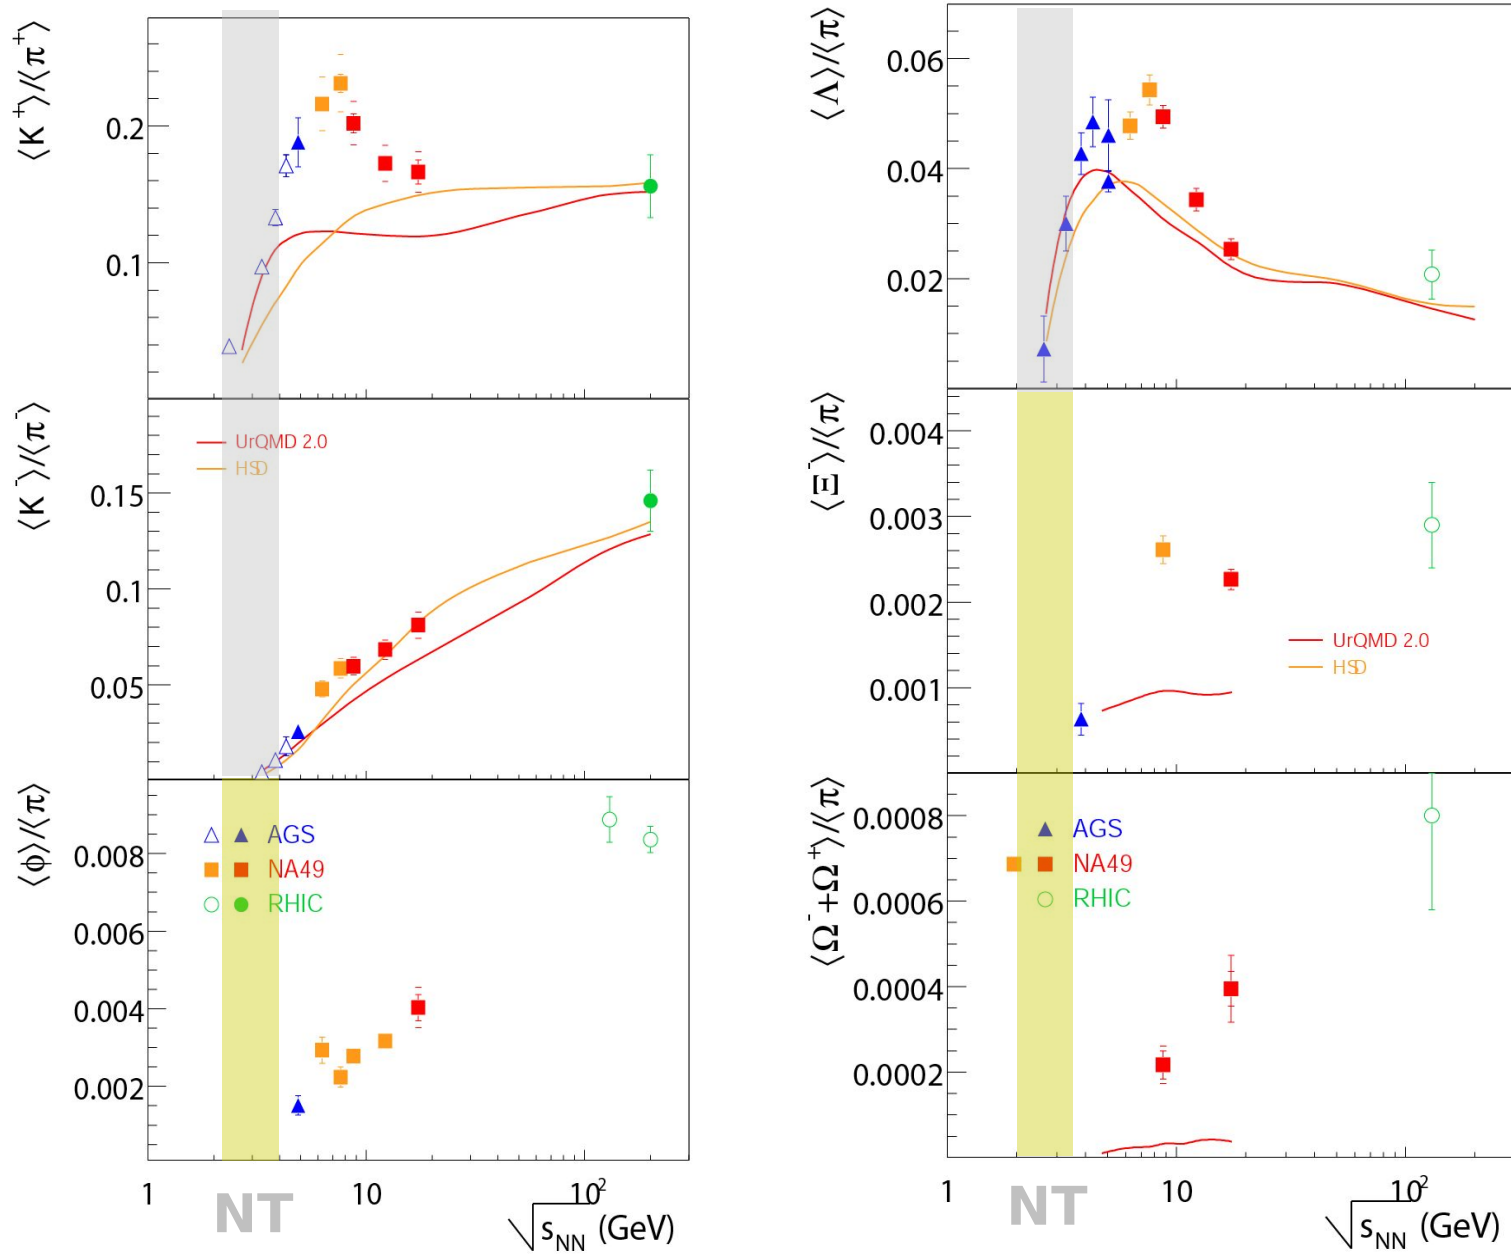 ⟨K⁺⟩/⟨π⁺⟩
0.2
0.1
⟨K⁻⟩/⟨π⁻⟩
UrQMD 2.0
HSD
0.15
0.1
0.05
⟨ϕ⟩/⟨π⟩
AGS
NA49
RHIC
0.008
0.006
0.004
0.002
1
10
10²
NT
√s_NN (GeV)
⟨Λ⟩/⟨π⟩
0.06
0.04
0.02
⟨Ξ⁻⟩/⟨π⟩
0.004
0.003
0.002
0.001
UrQMD 2.0
HSD
⟨Ω⁻+Ω⁺⟩/⟨π⟩
AGS
NA49
RHIC
0.0008
0.0006
0.0004
0.0002
1
10
10²
NT
√s_NN (GeV)